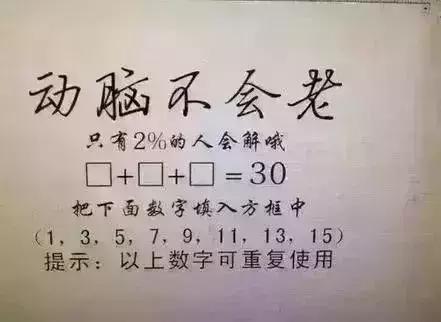 动脑不会老
只有2%的人会解哦
□+□+□=30
把下面数字填入方框中
(1, 3, 5, 7, 9, 11, 13, 15)
提示：以上数字可重复使用